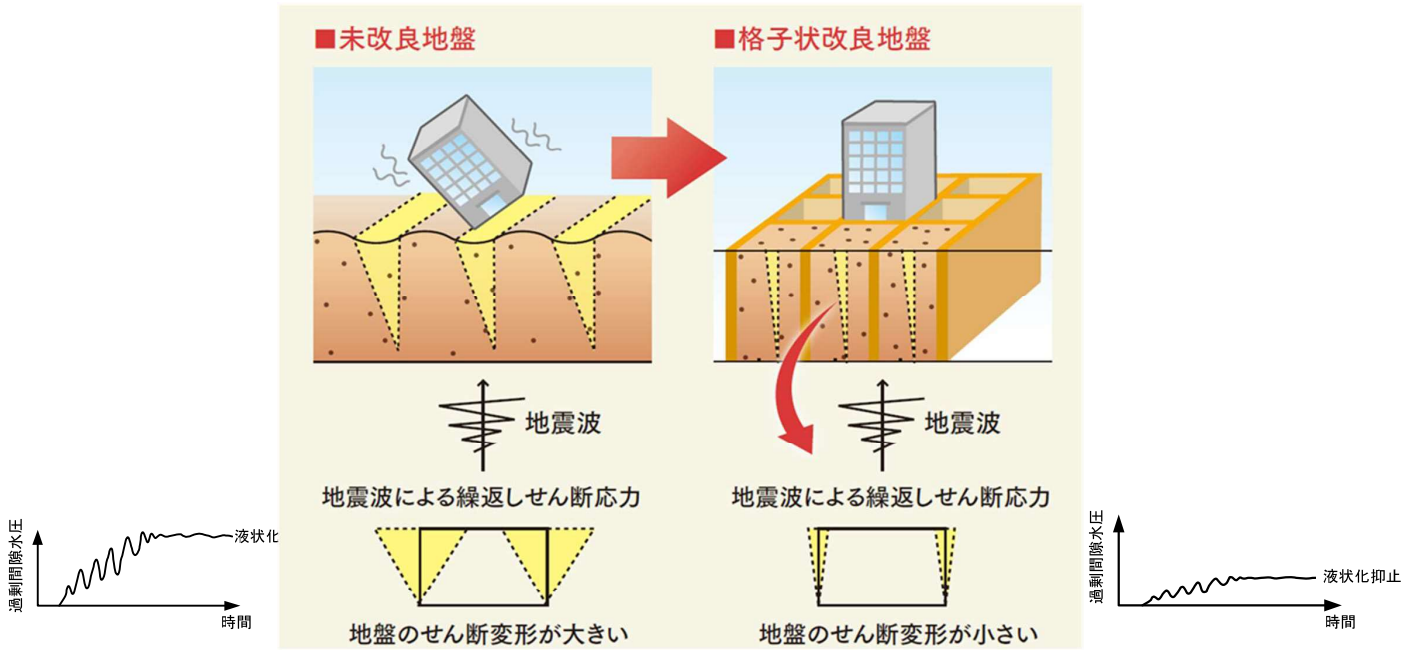 ■未改良地盤
■格子状改良地盤
地震波
地震波
地震波による繰返しせん断応力
地震波による繰返しせん断応力
過剰間隙水圧
液状化
時間
地盤のせん断変形が大きい
地盤のせん断変形が小さい
過剰間隙水圧
液状化抑止
時間